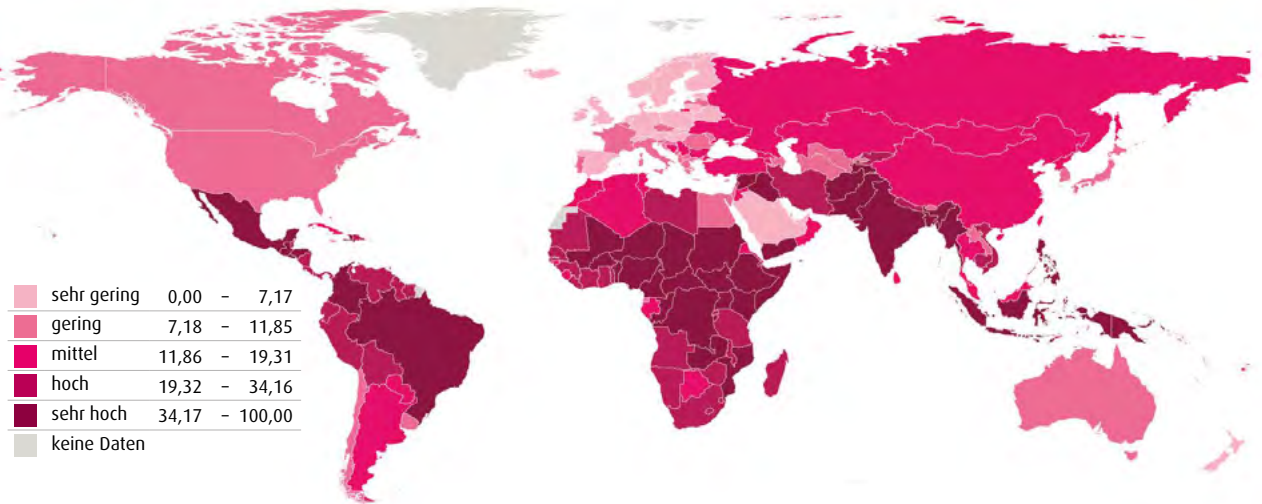 sehr gering 0,00 – 7,17
gering 7,18 – 11,85
mittel 11,86 – 19,31
hoch 19,32 – 34,16
sehr hoch 34,17 – 100,00
keine Daten